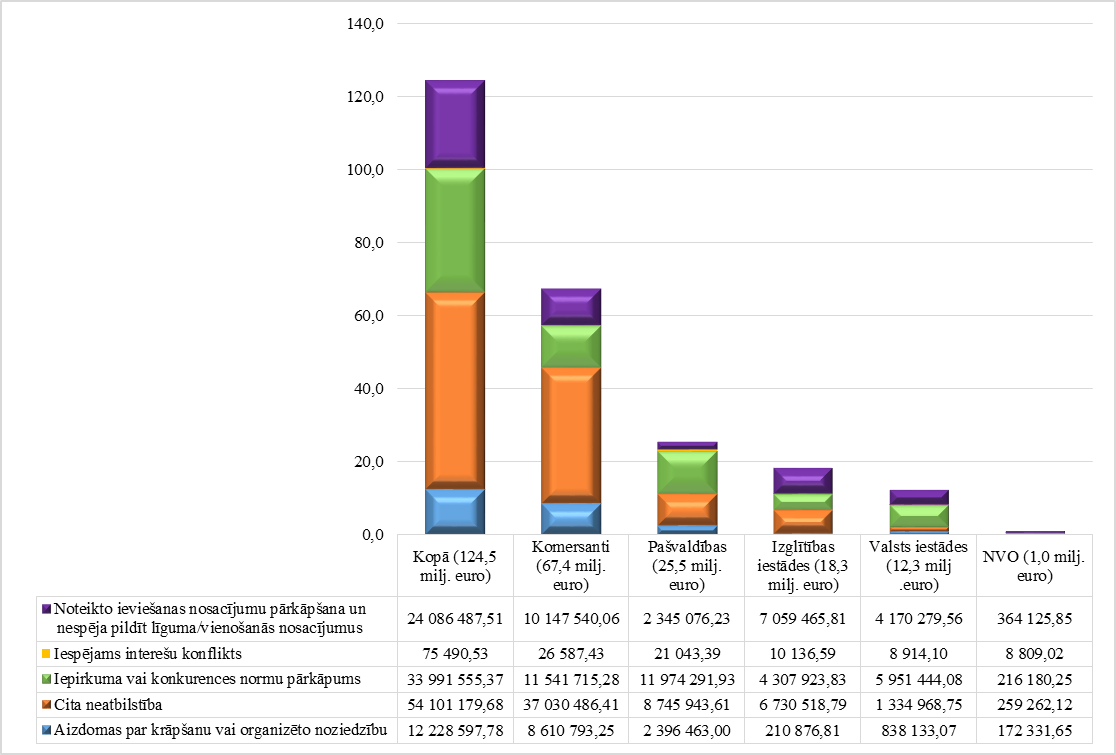 140,0
120,0
100,0
80,0
60,0
40,0
20,0
0,0
Kopā (124,5 milj. euro)
Komersanti (67,4 milj. euro)
Pašvaldības (25,5 milj. euro)
Izglītības iestādes (18,3 milj. euro)
Valsts iestādes (12,3 milj .euro)
NVO (1,0 milj. euro)
Noteikto ieviešanas nosacījumu pārkāpšana un
nespēja pildīt līguma/vienošanās nosacījumus
24 086 487,51 10 147 540,06 2 345 076,23 7 059 465,81 4 170 279,56 364 125,85
Iespējams interešu konflikts 75 490,53 26 587,43 21 043,39 10 136,59 8 914,10 8 809,02
Iepirkuma vai konkurences normu pārkāpums 33 991 555,37 11 541 715,28 11 974 291,93 4 307 923,83 5 951 444,08 216 180,25
Cita neatbilstība 54 101 179,68 37 030 486,41 8 745 943,61 6 730 518,79 1 334 968,75 259 262,12
Aizdomas par krāpšanu vai organizēto noziedzību 12 228 597,78 8 610 793,25 2 396 463,00 210 876,81 838 133,07 172 331,65